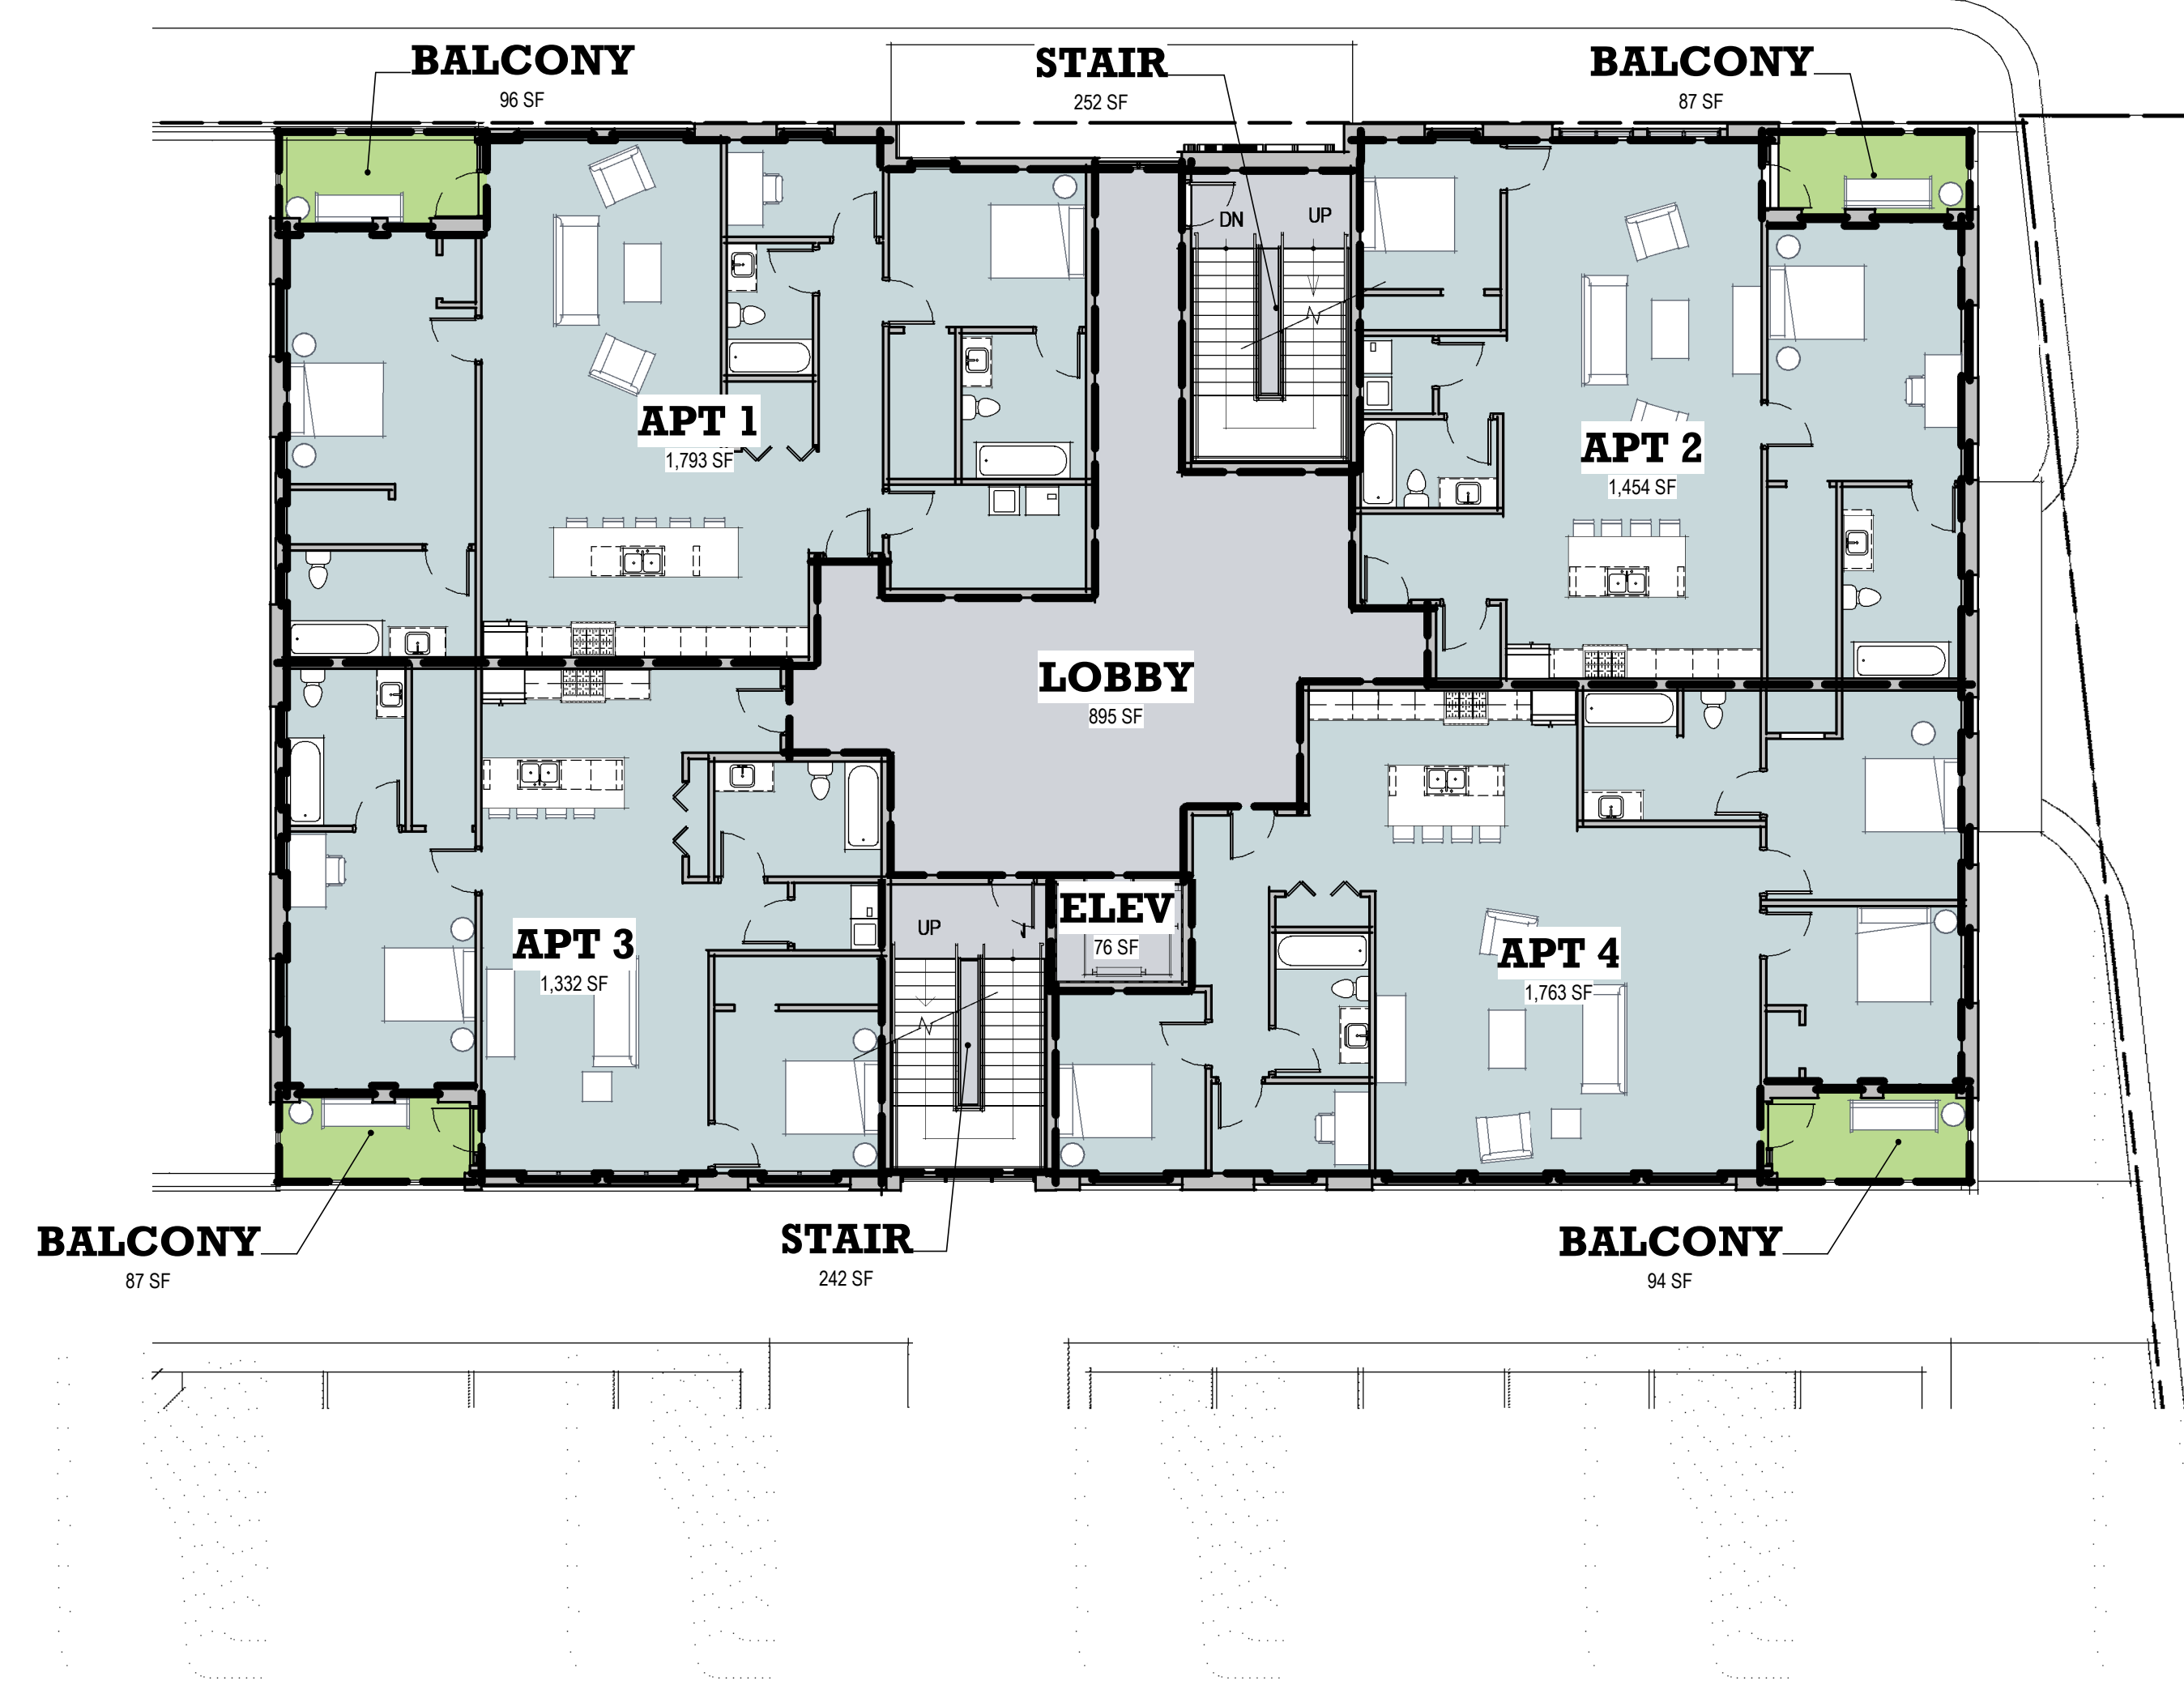 BALCONY
96 SF
STAIR
252 SF
BALCONY
87 SF
DN
UP
APT 1
1,793 SF
APT 2
1,454 SF
LOBBY
895 SF
UP
ELEV
76 SF
APT 3
1,332 SF
APT 4
1,763 SF
BALCONY
87 SF
STAIR
242 SF
BALCONY
94 SF